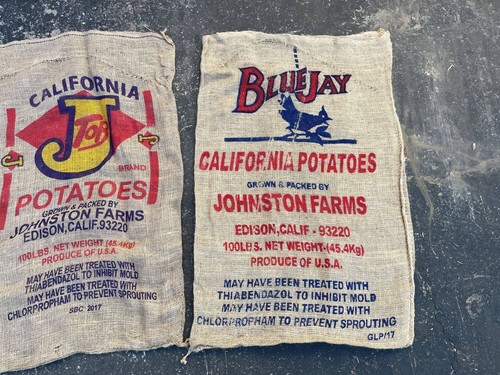 CALIFORNIA
J TOP
BRAND
J
J
POTATOES
GROWN & PACKED BY
JOHNSTON FARMS
EDISON, CALIF. 93220
100LBS. NET WEIGHT (45.4Kg)
PRODUCE OF U.S.A.
MAY HAVE BEEN TREATED WITH
THIABENDAZOL TO INHIBIT MOLD
MAY HAVE BEEN TREATED WITH
CHLORPROPHAM TO PREVENT SPROUTING
SBC 2017
BLUEJAY
CALIFORNIA POTATOES
GROWN & PACKED BY
JOHNSTON FARMS
EDISON, CALIF - 93220
100LBS. NET WEIGHT-(45.4Kg)
PRODUCE OF U.S.A.
MAY HAVE BEEN TREATED WITH
THIABENDAZOL TO INHIBIT MOLD
MAY HAVE BEEN TREATED WITH
CHLORPROPHAM TO PREVENT SPROUTING
GLP/17